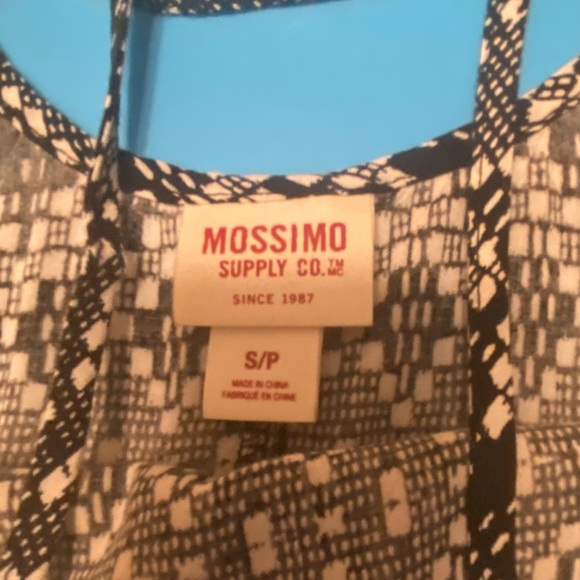 MOSSIMO
SUPPLY CO.™ MC
SINCE 1987
S/P
MADE IN CHINA
FABRIQUÉ EN CHINE